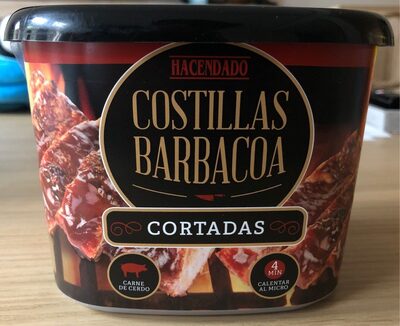 HACENDADO
COSTILLAS
BARBACOA
CORTADAS
CARNE
DE CERDO
4
MIN
CALENTAR
AL MICRO